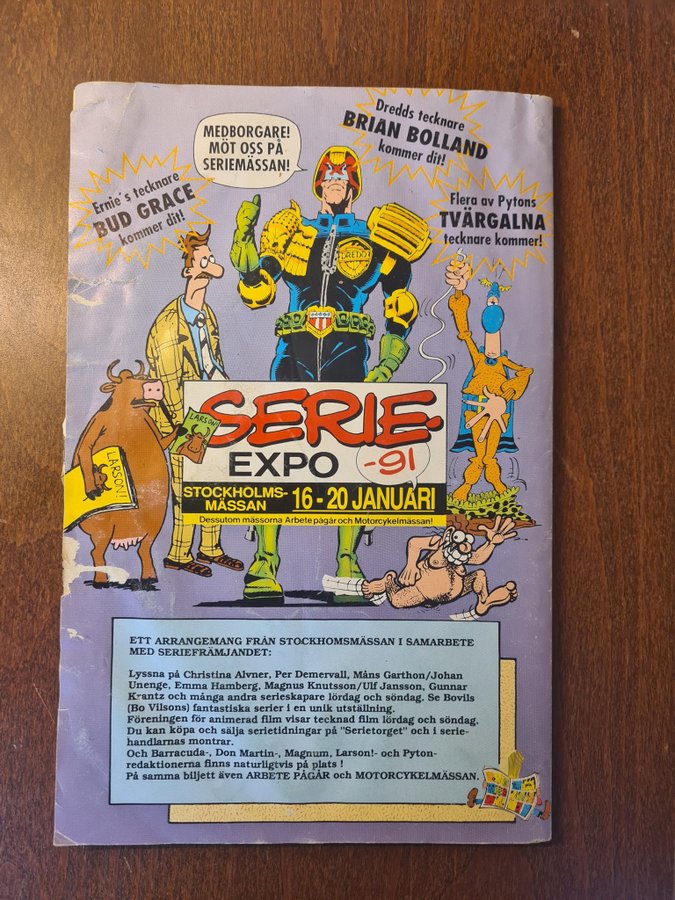 Dredds tecknare
BRIAN BOLLAND
kommer dit!
MEDBORGARE!
MÖT OSS PÅ
SERIEMÄSSAN!
Ernie's tecknare
BUD GRACE
kommer dit!
Flera av Pytons
TVÄRGALNA
tecknare kommer!
DREDD
LARSON!
LARSON!
SERIE-
EXPO -91
STOCKHOLMS-
MÄSSAN 16-20 JANUARI
Dessutom mässorna Arbete pågår och Motorcykelmässan!
ETT ARRANGEMANG FRÅN STOCKHOMSMÄSSAN I SAMARBETE
MED SERIEFRÄMJANDET:
Lyssna på Christina Alvner, Per Demervall, Måns Garthon/Johan
Unenge, Emma Hamberg, Magnus Knutsson/Ulf Jansson, Gunnar
Krantz och många andra serieskapare lördag och söndag. Se Bovils
(Bo Vilsons) fantastiska serier i en unik utställning.
Föreningen för animerad film visar tecknad film lördag och söndag.
Du kan köpa och sälja serietidningar på "Serietorget" och i serie-
handlarnas montrar.
Och Barracuda-, Don Martin-, Magnum, Larson!- och Pyton-
redaktionerna finns naturligtvis på plats !
På samma biljett även ARBETE PÅGÅR och MOTORCYKELMÄSSAN.